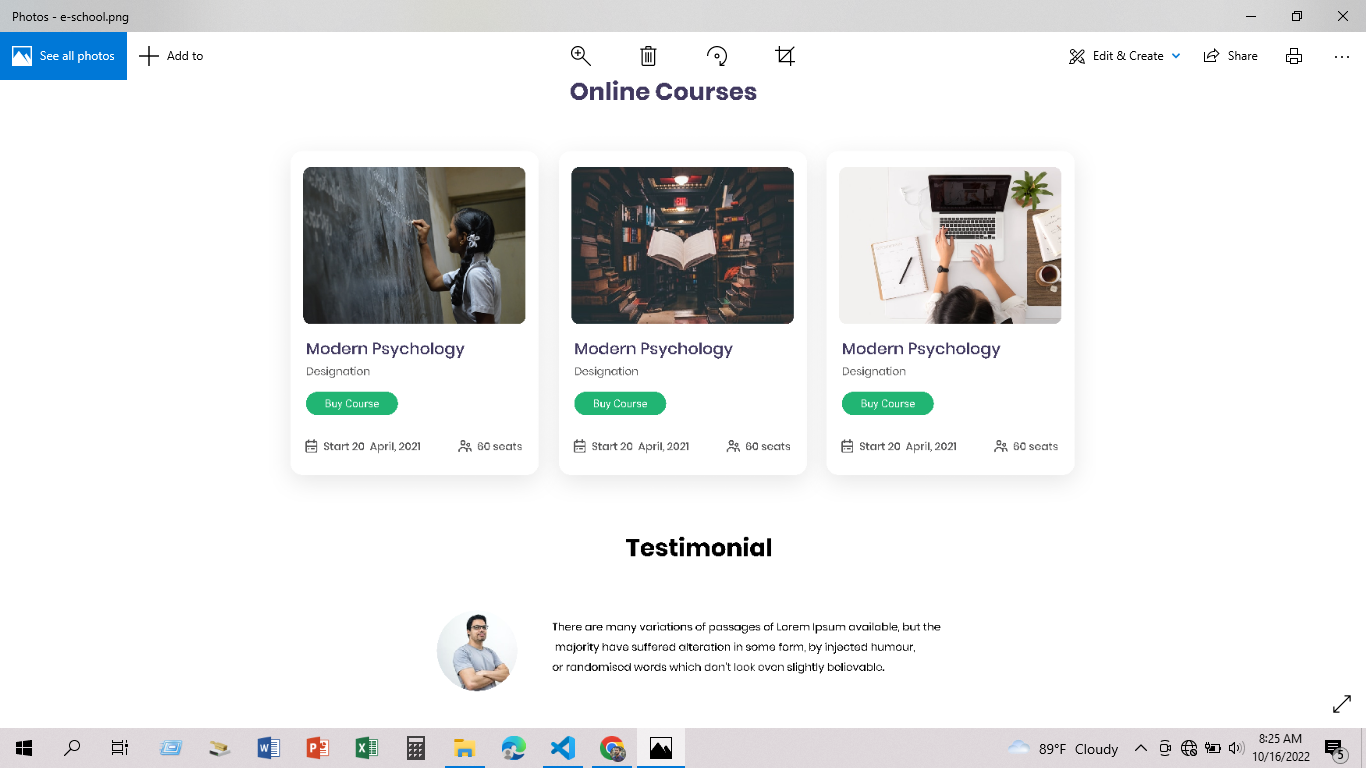 Photos - e-school.png
See all photos
Add to
Edit & Create
Share
Online Courses
EXIT
Modern Psychology
Designation
Buy Course
Start 20 April, 2021
60 seats
Modern Psychology
Designation
Buy Course
Start 20 April, 2021
60 seats
Modern Psychology
Designation
Buy Course
Start 20 April, 2021
60 seats
Testimonial
There are many variations of passages of Lorem Ipsum available, but the
majority have suffered alteration in some form, by injected humour,
or randomised words which don't look even slightly believable.
89°F Cloudy
8:25 AM
10/16/2022
5